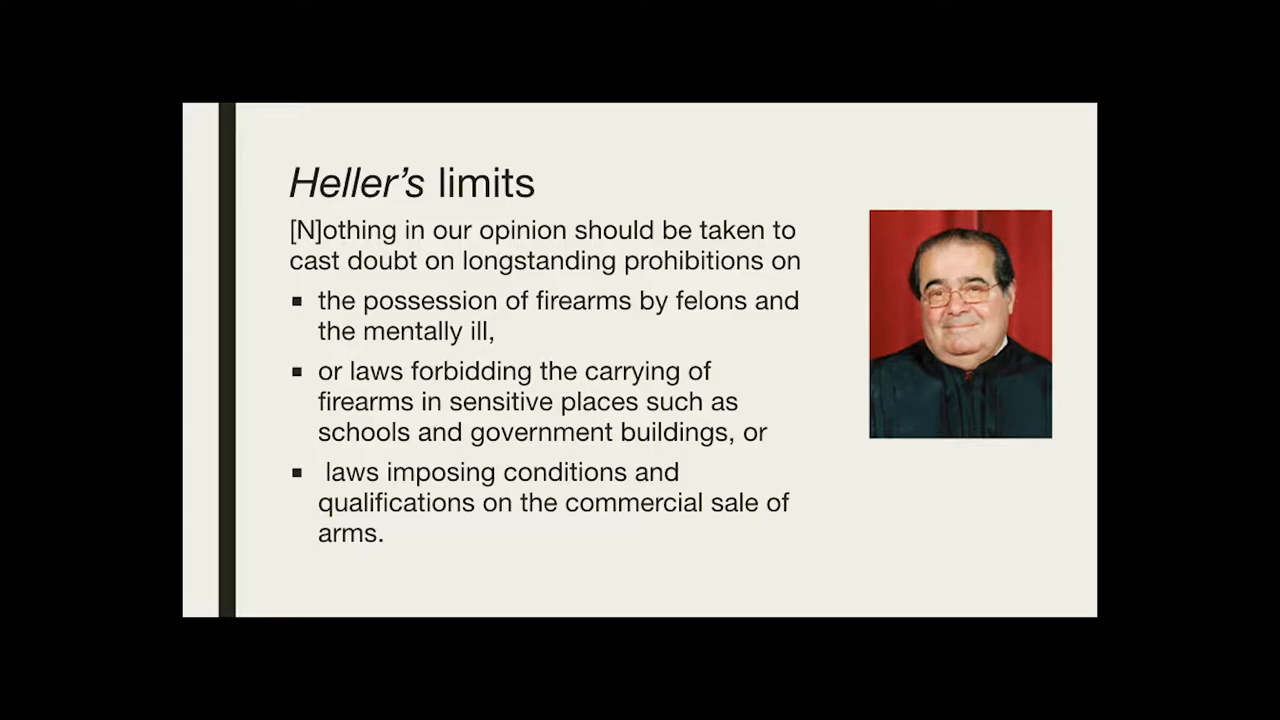 Heller’s limits
[N]othing in our opinion should be taken to
cast doubt on longstanding prohibitions on
▪ the possession of firearms by felons and
the mentally ill,
▪ or laws forbidding the carrying of
firearms in sensitive places such as
schools and government buildings, or
▪ laws imposing conditions and
qualifications on the commercial sale of
arms.